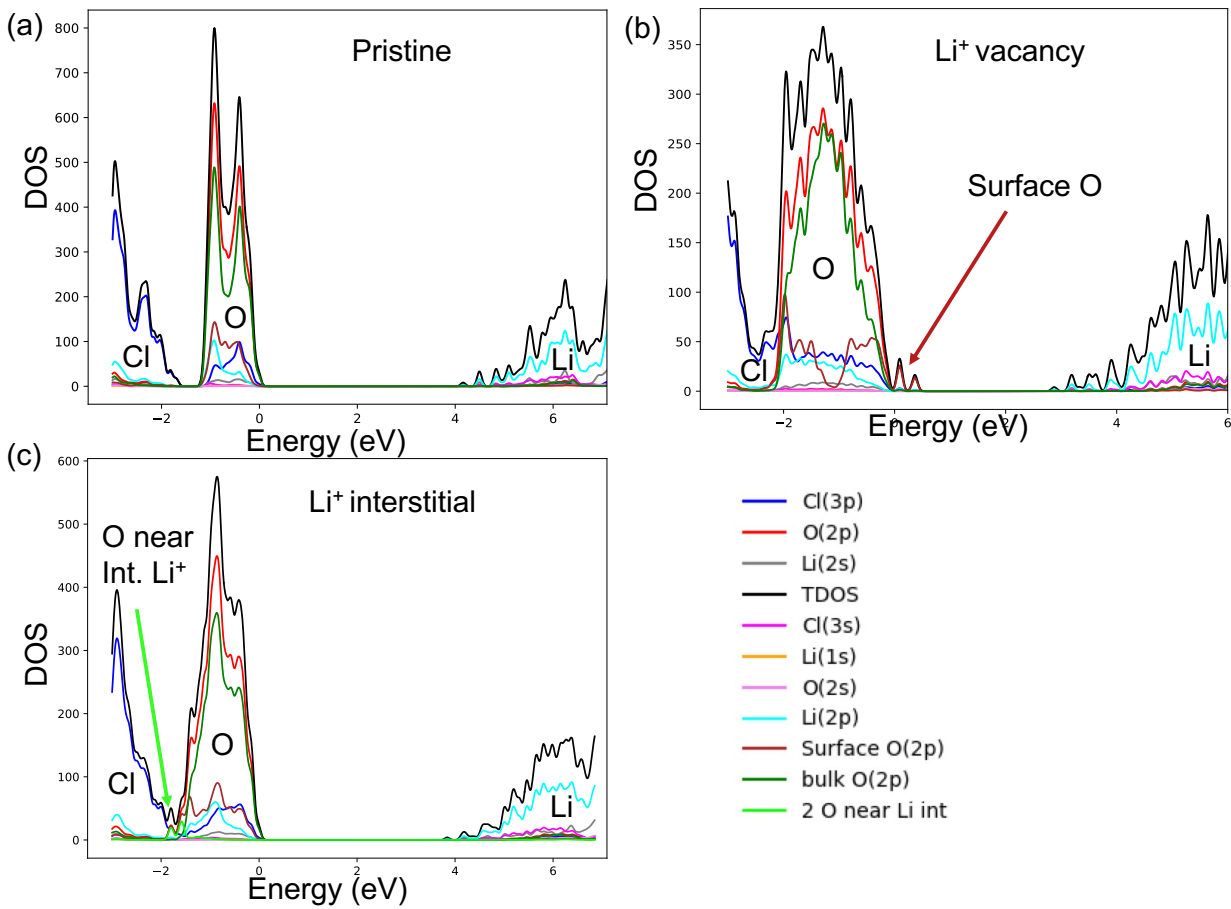 (a)
Pristine
DOS
800
700
600
500
400
300
200
100
0
Cl
O
Li
−2
0
2
4
6
Energy (eV)
(b)
Li⁺ vacancy
DOS
350
300
250
200
150
100
50
0
Surface O
O
Cl
Li
−2
0
2
4
6
Energy (eV)
(c)
Li⁺ interstitial
O near
Int. Li⁺
DOS
600
500
400
300
200
100
0
Cl
O
Li
−2
0
2
4
6
Energy (eV)
Cl(3p)
O(2p)
Li(2s)
TDOS
Cl(3s)
Li(1s)
O(2s)
Li(2p)
Surface O(2p)
bulk O(2p)
2 O near Li int